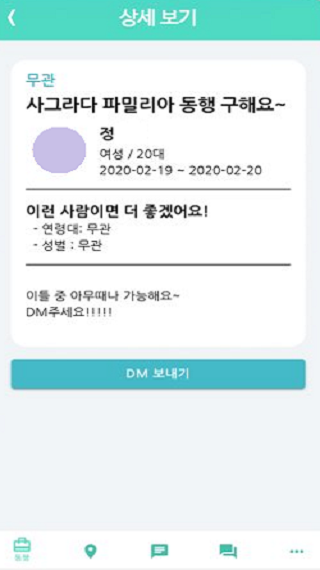 상세 보기
무관
사그라다 파밀리아 동행 구해요~
정
여성 / 20대
2020-02-19 ~ 2020-02-20
이런 사람이면 더 좋겠어요!
- 연령대: 무관
- 성별 : 무관
이틀 중 아무때나 가능해요~
DM주세요!!!!!
DM 보내기
동행